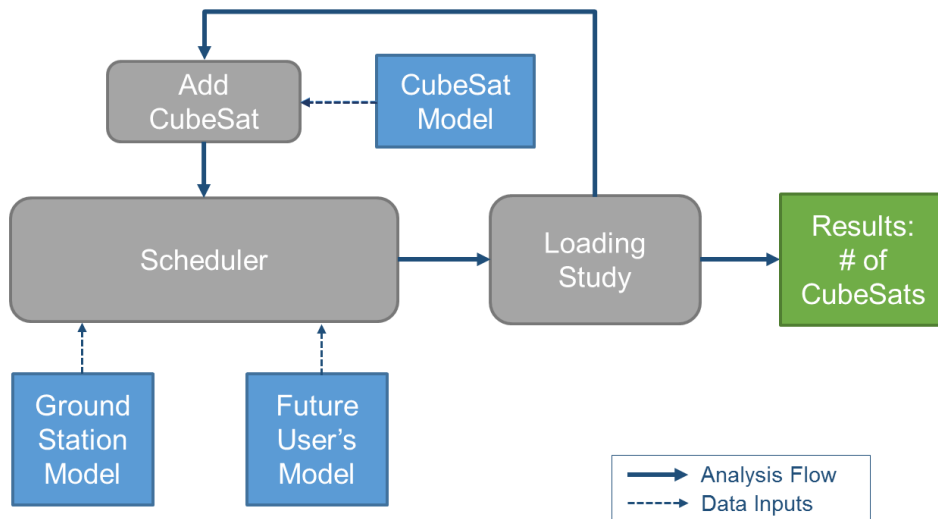 Add
CubeSat
CubeSat
Model
Scheduler
Loading
Study
Results:
# of
CubeSats
Ground
Station
Model
Future
User’s
Model
Analysis Flow
Data Inputs